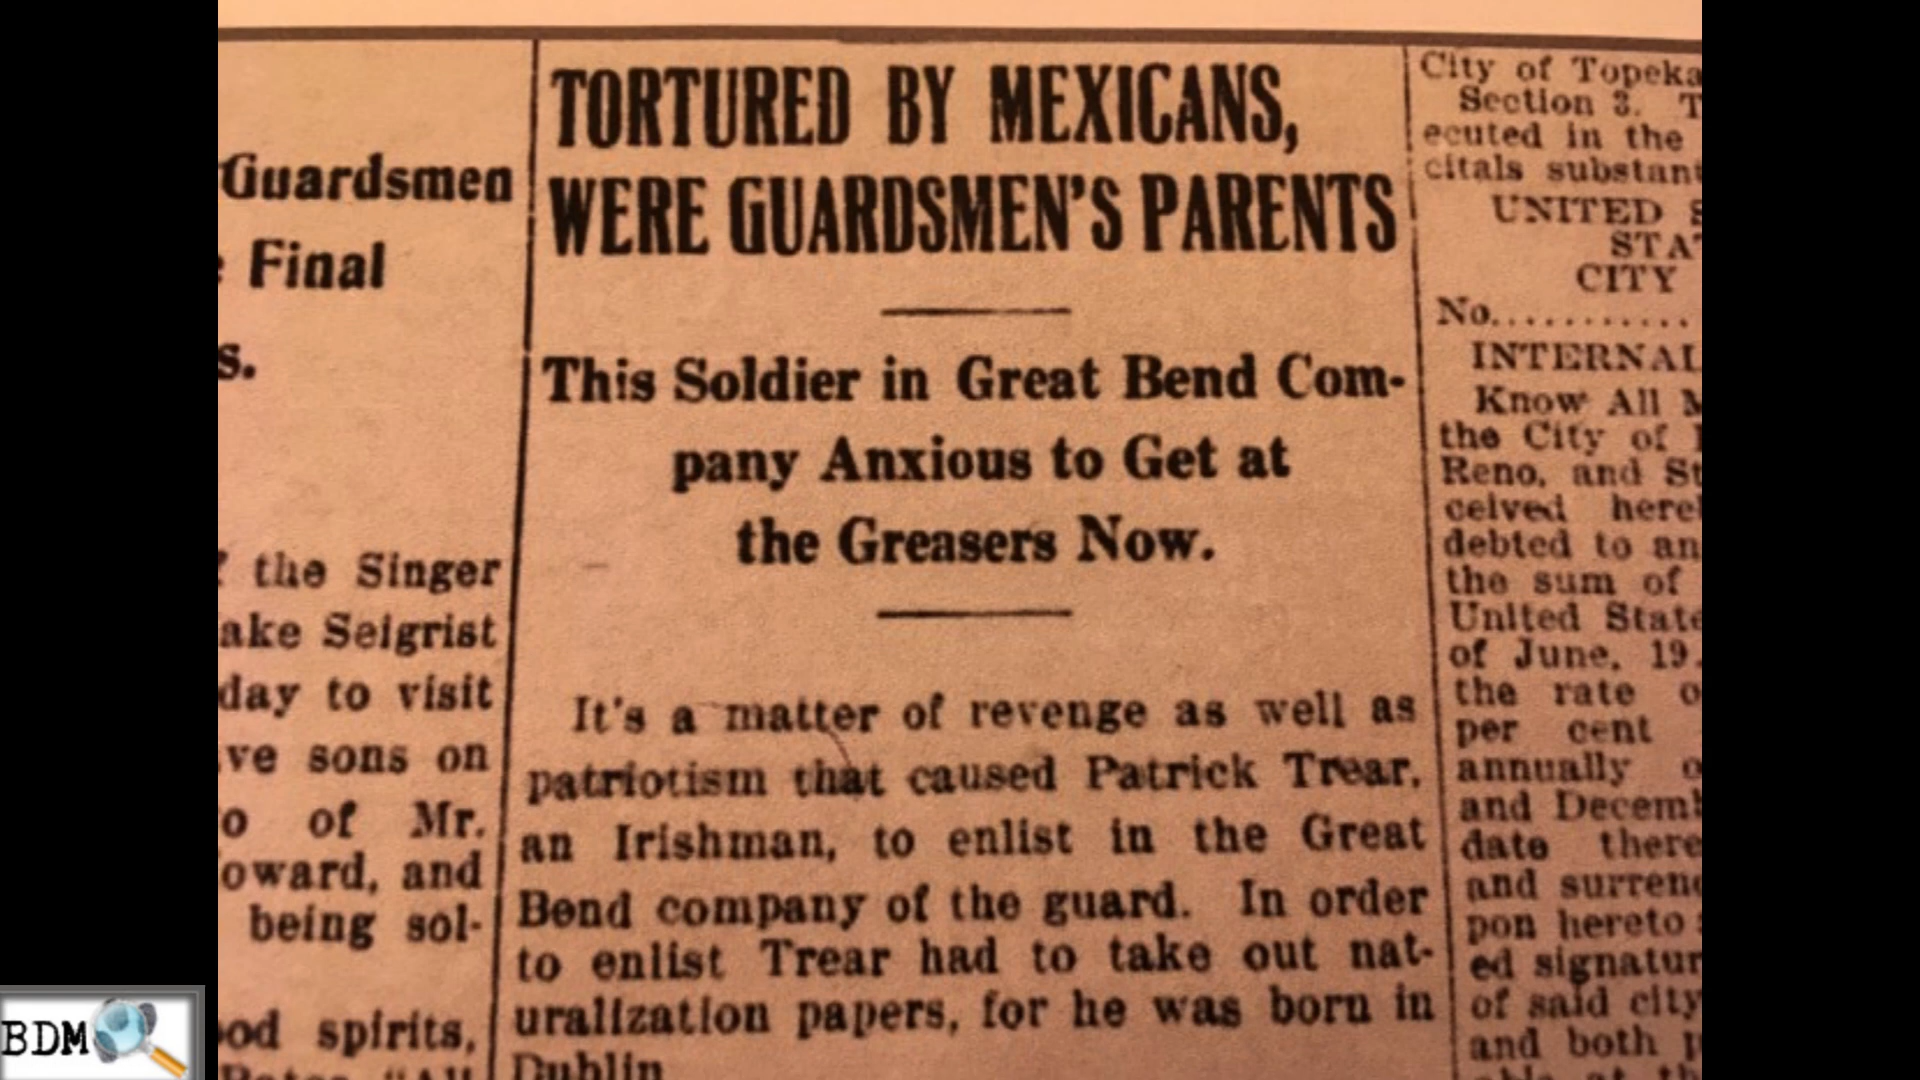 Guardsmen
Final
s.
the Singer
ake Seigrist
day to visit
ve sons on
o of Mr.
oward, and
being sol-
od spirits,
"All
TORTURED BY MEXICANS,
WERE GUARDSMEN'S PARENTS
This Soldier in Great Bend Com-
pany Anxious to Get at
the Greasers Now.
It's a matter of revenge as well as
patriotism that caused Patrick Trear,
an Irishman, to enlist in the Great
Bend company of the guard. In order
to enlist Trear had to take out nat-
uralization papers, for he was born in
Dublin
City of Topeka
Section 3. T
ecuted in the
citals substant
UNITED S
STAT
CITY
No...........
INTERNAL
Know All M
the City of
Reno, and St
ceived here
debted to an
the sum of
United State
of June, 19.
the rate o
per cent
annually o
and Decemb
date there
and surrend
pon hereto
ed signatur
of said city
and both p
able at th
BDM